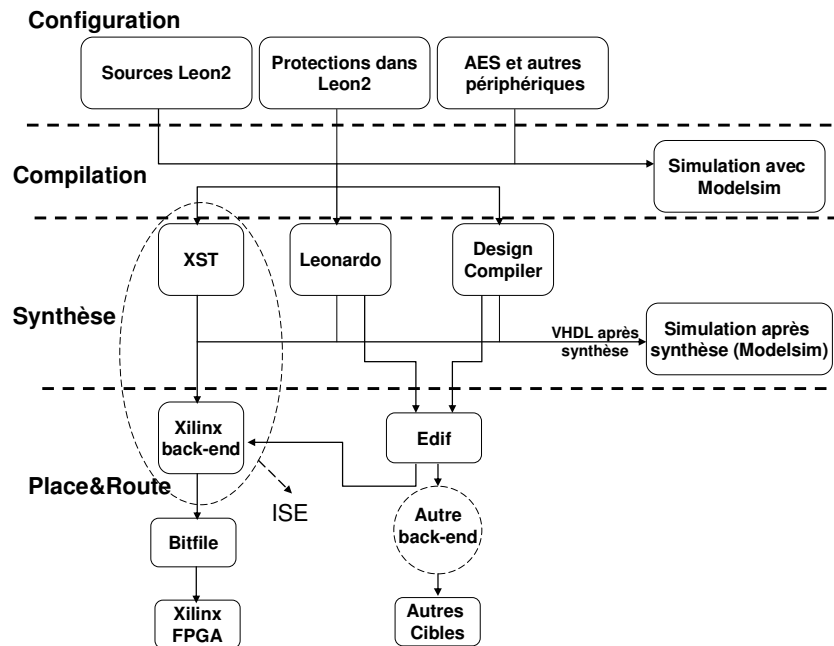 Configuration
Sources Leon2
Protections dans
Leon2
AES et autres
périphériques
Compilation
Simulation avec
Modelsim
XST
Leonardo
Design
Compiler
Synthèse
VHDL après
synthèse
Simulation après
synthèse (Modelsim)
Xilinx
back-end
Edif
Place&Route
ISE
Autre
back-end
Bitfile
Xilinx
FPGA
Autres
Cibles